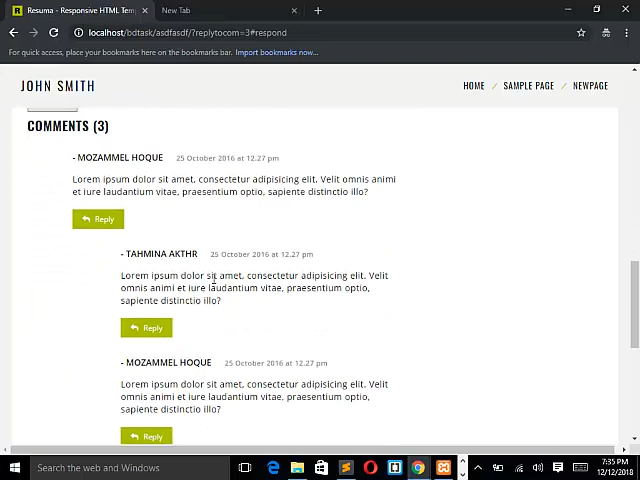 Resuma - Responsive HTML Tem
New Tab
localhost/bdtask/asdfasdf/?replytocom=3#respond
For quick access, place your bookmarks here on the bookmarks bar. Import bookmarks now...
JOHN SMITH
HOME / SAMPLE PAGE / NEWPAGE
COMMENTS (3)
- MOZAMMEL HOQUE 25 October 2016 at 12.27 pm
Lorem ipsum dolor sit amet, consectetur adipisicing elit. Velit omnis animi
et iure laudantium vitae, praesentium optio, sapiente distinctio illo?
Reply
- TAHMINA AKTHR 25 October 2016 at 12.27 pm
Lorem ipsum dolor sit amet, consectetur adipisicing elit. Velit
omnis animi et iure laudantium vitae, praesentium optio,
sapiente distinctio illo?
Reply
- MOZAMMEL HOQUE 25 October 2016 at 12.27 pm
Lorem ipsum dolor sit amet, consectetur adipisicing elit. Velit
omnis animi et iure laudantium vitae, praesentium optio,
sapiente distinctio illo?
Reply
Search the web and Windows
7:35 PM
12/12/2018